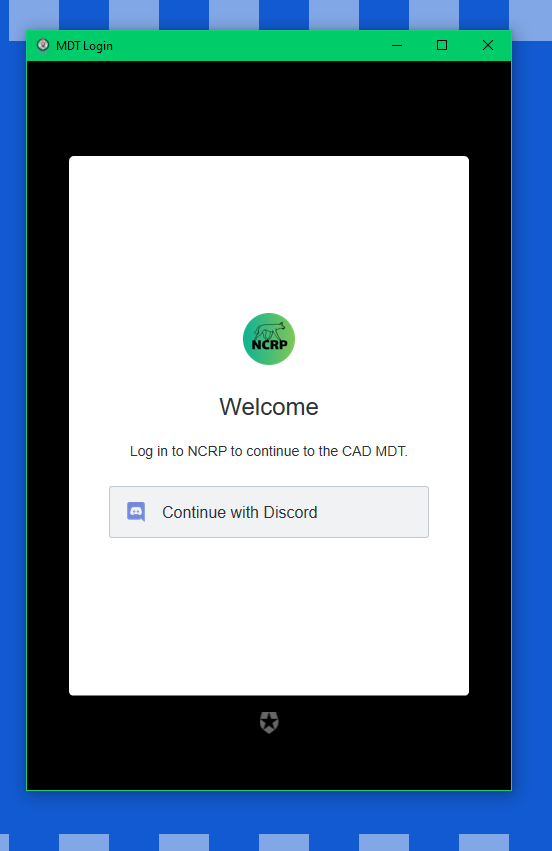 MDT Login
NCRP
Welcome
Log in to NCRP to continue to the CAD MDT.
Continue with Discord